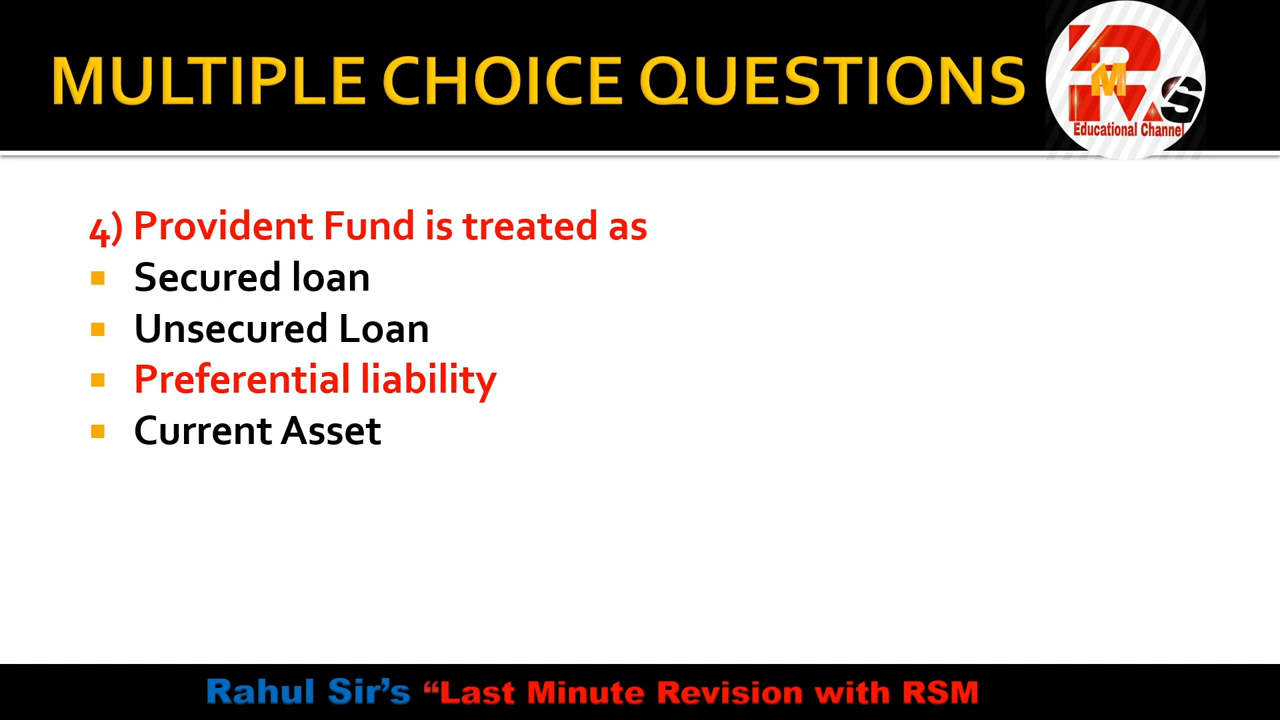 MULTIPLE CHOICE QUESTIONS
RMS
Educational Channel
4) Provident Fund is treated as
Secured loan
Unsecured Loan
Preferential liability
Current Asset
Rahul Sir's “Last Minute Revision with RSM